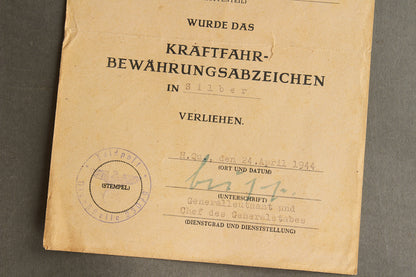 WURDE DAS
KRAFTFAHR-
BEWÄHRUNGSABZEICHEN
IN Silber
VERLIEHEN.
H.Qu., den 24.April 1944
(ORT UND DATUM)
(STEMPEL)
(UNTERSCHRIFT)
Generalleutnant und
Chef des Generalstabes
(DIENSTGRAD UND DIENSTSTELLUNG)